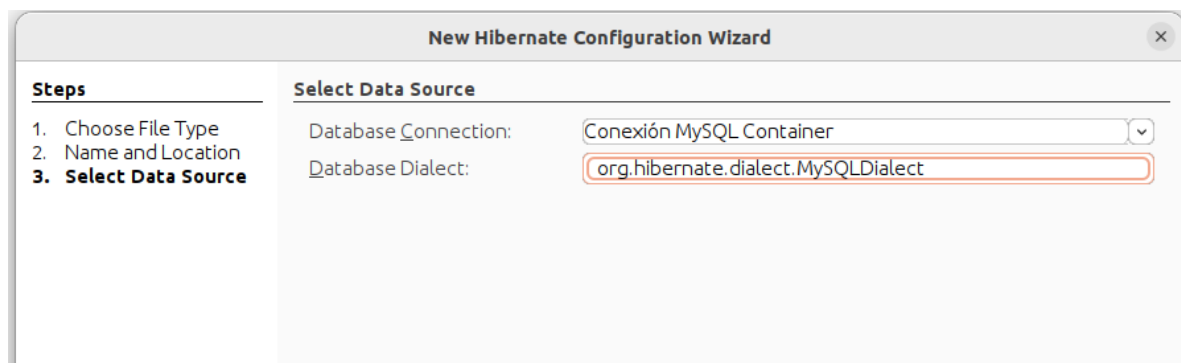 New Hibernate Configuration Wizard
Steps
1. Choose File Type
2. Name and Location
3. Select Data Source
Select Data Source
Database Connection: Conexión MySQL Container
Database Dialect: org.hibernate.dialect.MySQLDialect